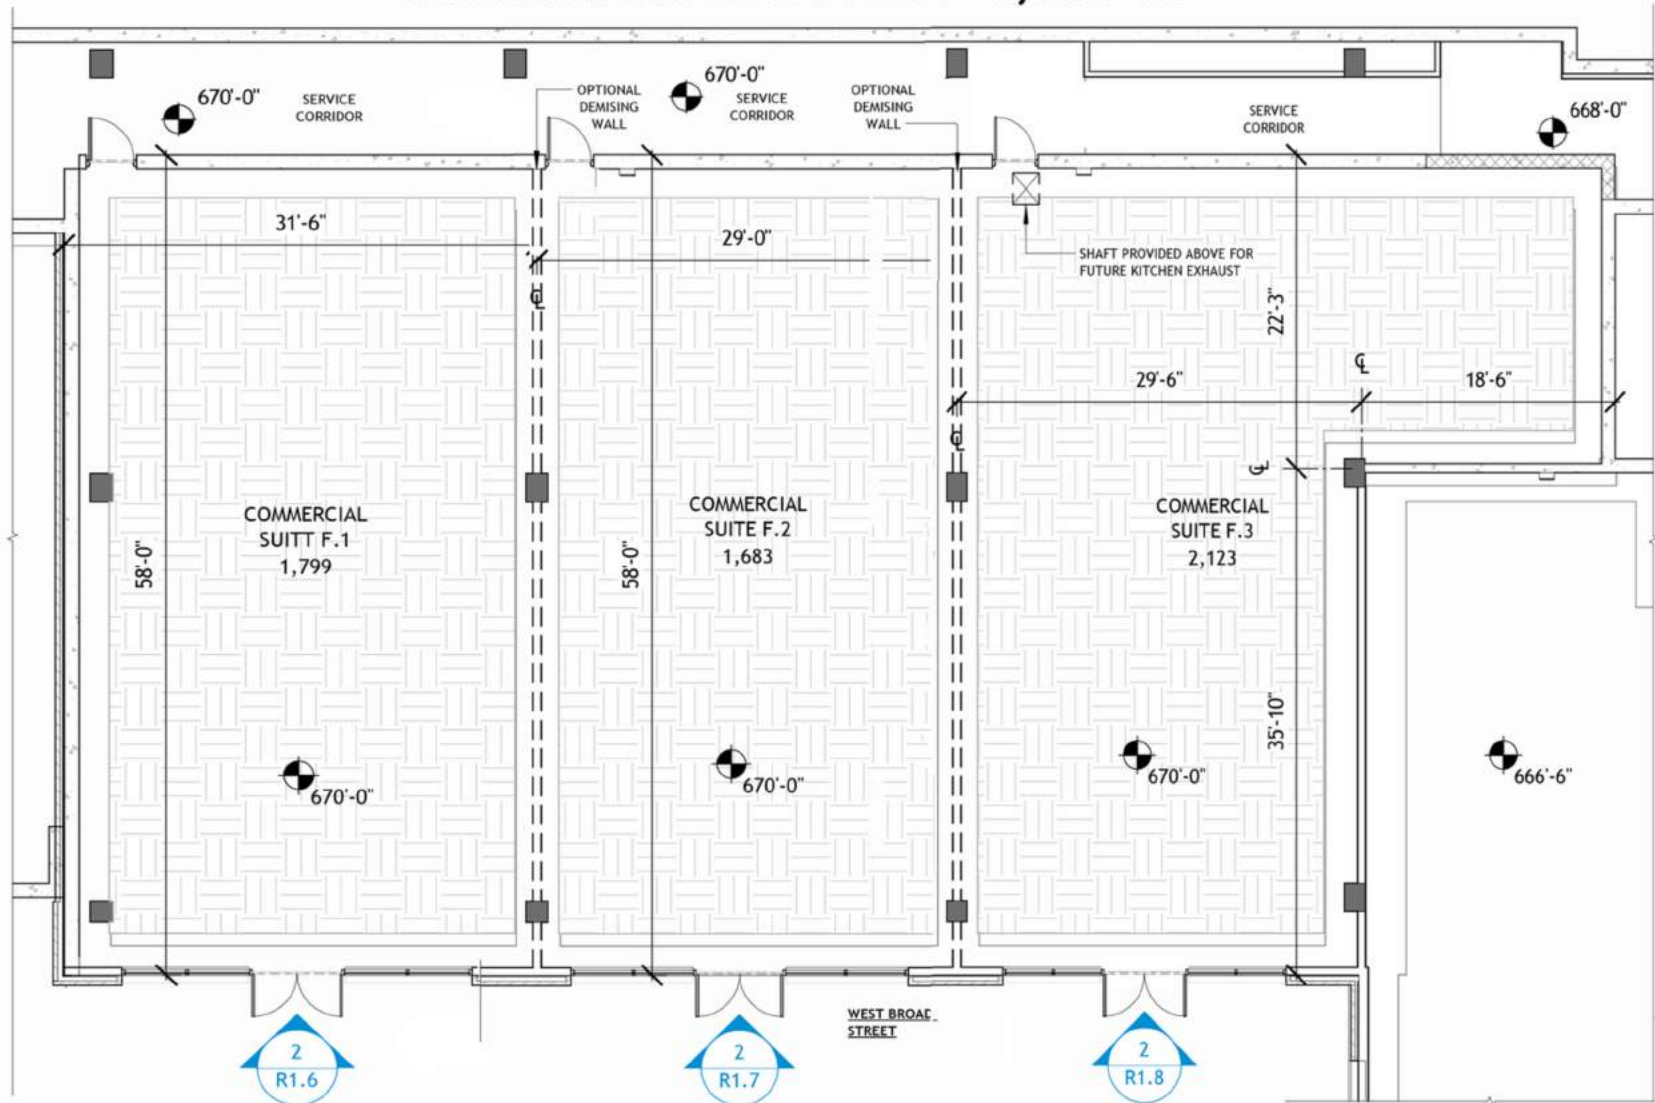 670'-0"
SERVICE
CORRIDOR
OPTIONAL
DEMISING
WALL
670'-0"
SERVICE
CORRIDOR
OPTIONAL
DEMISING
WALL
SERVICE
CORRIDOR
668'-0"
31'-6"
29'-0"
SHAFT PROVIDED ABOVE FOR
FUTURE KITCHEN EXHAUST
22'-3"
29'-6"
18'-6"
COMMERCIAL
SUITT F.1
1,799
58'-0"
COMMERCIAL
SUITE F.2
1,683
58'-0"
COMMERCIAL
SUITE F.3
2,123
35'-10"
670'-0"
670'-0"
670'-0"
666'-6"
WEST BROAD
STREET
2
R1.6
2
R1.7
2
R1.8